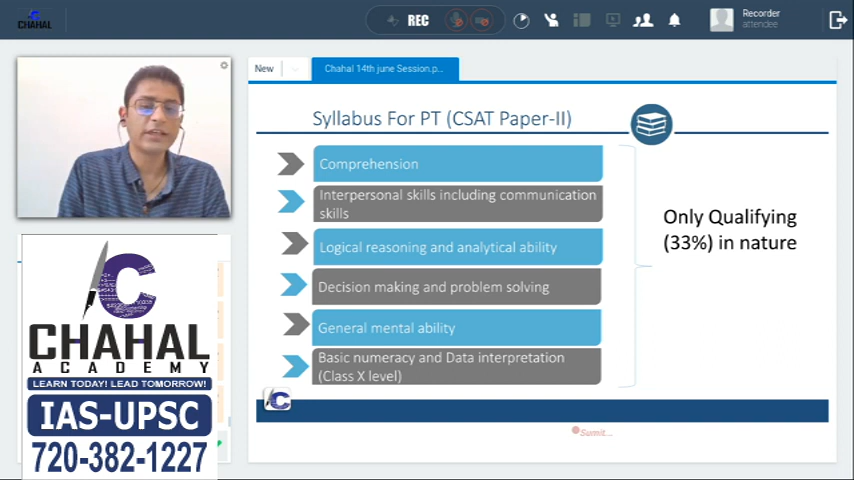 CHAHAL
REC
Recorder
attendee
New
Chahal 14th june Session.p...
Syllabus For PT (CSAT Paper-II)
Comprehension
Interpersonal skills including communication
skills
Logical reasoning and analytical ability
Decision making and problem solving
General mental ability
Basic numeracy and Data interpretation
(Class X level)
Only Qualifying
(33%) in nature
Sumit...
CHAHAL
ACADEMY
LEARN TODAY! LEAD TOMORROW!
IAS-UPSC
720-382-1227